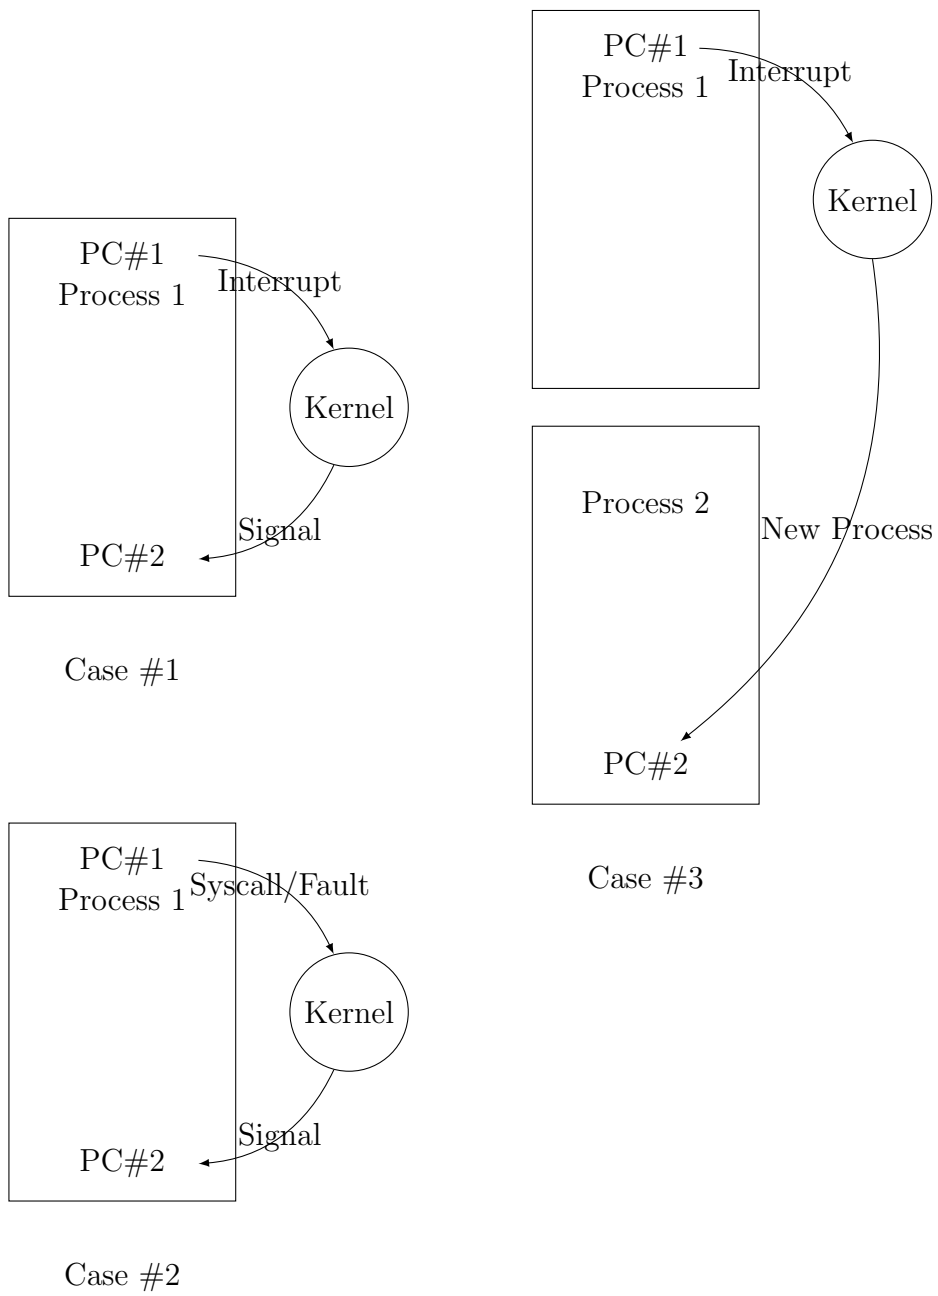 PC#1
Process 1
Interrupt
Kernel
Signal
PC#2
Case #1
PC#1
Process 1
Syscall/Fault
Kernel
Signal
PC#2
Case #2
PC#1
Process 1
Interrupt
Kernel
Process 2
New Process
PC#2
Case #3